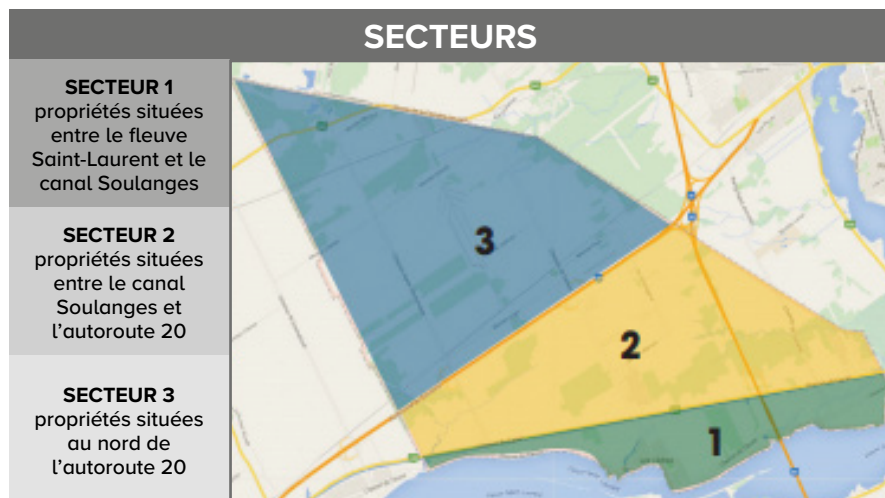 SECTEURS
SECTEUR 1
propriétés situées
entre le fleuve
Saint-Laurent et le
canal Soulanges
SECTEUR 2
propriétés situées
entre le canal
Soulanges et
l'autoroute 20
SECTEUR 3
propriétés situées
au nord de
l'autoroute 20
3
2
1